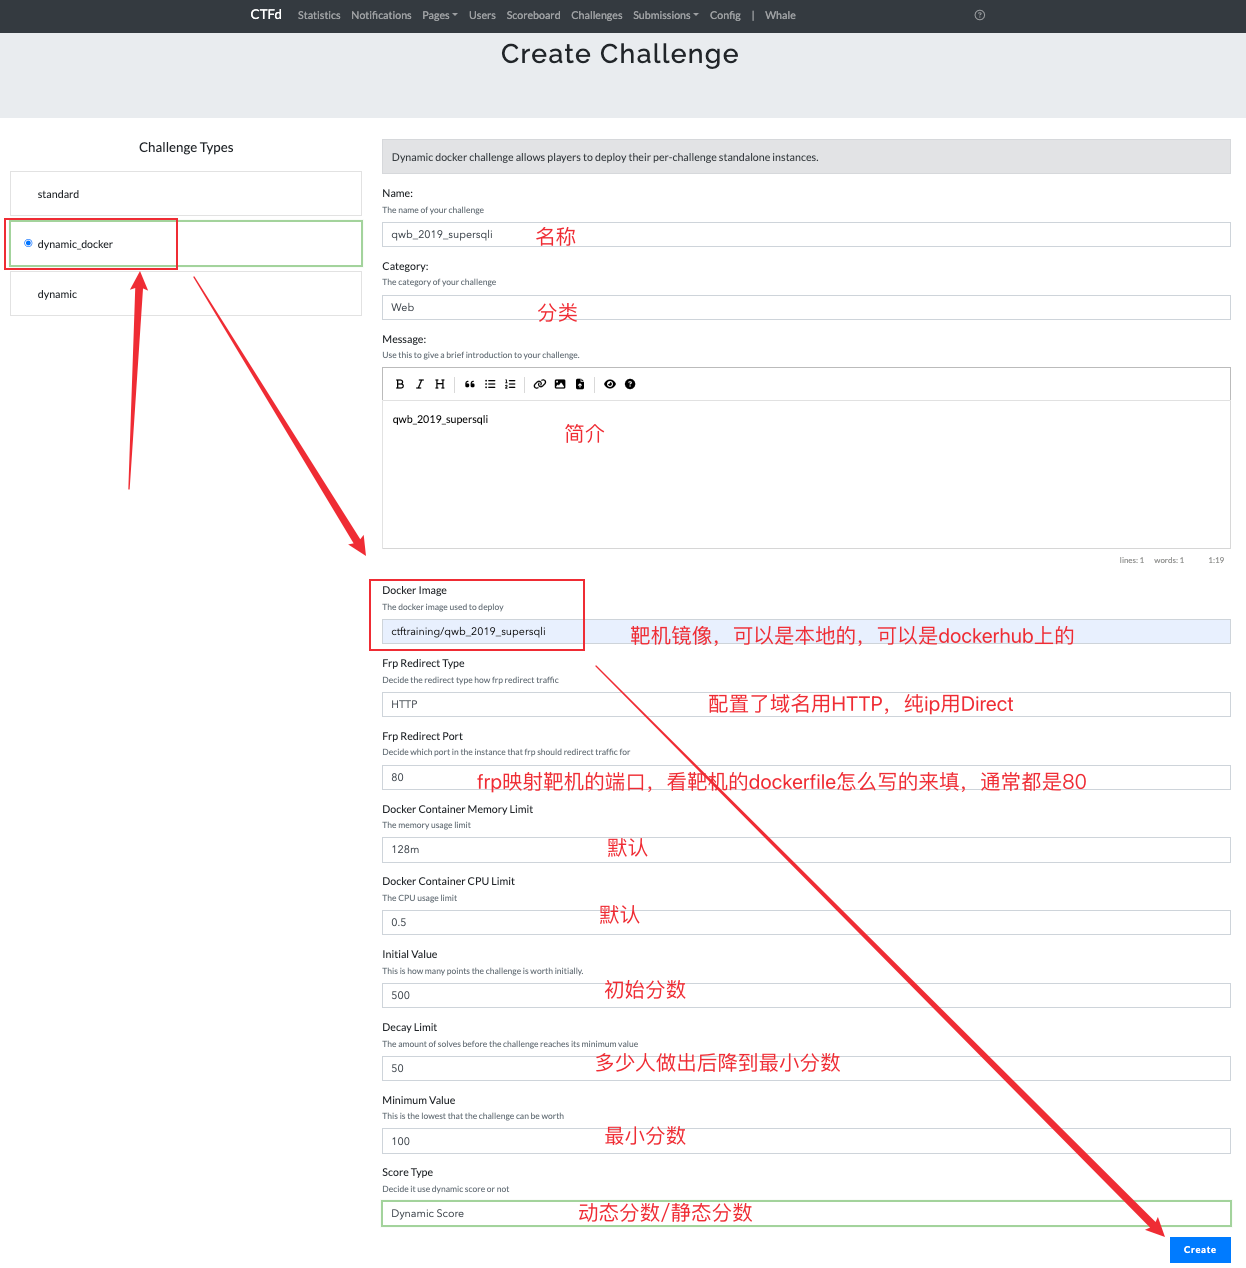 CTFd Statistics Notifications Pages Users Scoreboard Challenges Submissions Config | Whale
Create Challenge
Challenge Types
standard
dynamic_docker
dynamic
Dynamic docker challenge allows players to deploy their per-challenge standalone instances.
Name:
The name of your challenge
qwb_2019_supersqli 名称
Category:
The category of your challenge
Web 分类
Message:
Use this to give a brief introduction to your challenge.
B I H
qwb_2019_supersqli
简介
lines: 1 words: 1 1:19
Docker Image
The docker image used to deploy
ctftraining/qwb_2019_supersqli 靶机镜像，可以是本地的，可以是dockerhub上的
Frp Redirect Type
Decide the redirect type how frp redirect traffic
HTTP 配置了域名用HTTP，纯ip用Direct
Frp Redirect Port
Decide which port in the instance that frp should redirect traffic for
80 frp映射靶机的端口，看靶机的dockerfile怎么写的来填，通常都是80
Docker Container Memory Limit
The memory usage limit
128m 默认
Docker Container CPU Limit
The CPU usage limit
0.5 默认
Initial Value
This is how many points the challenge is worth initially.
500 初始分数
Decay Limit
The amount of solves before the challenge reaches its minimum value
50 多少人做出后降到最小分数
Minimum Value
This is the lowest that the challenge can be worth
100 最小分数
Score Type
Decide it use dynamic score or not
Dynamic Score 动态分数/静态分数
Create